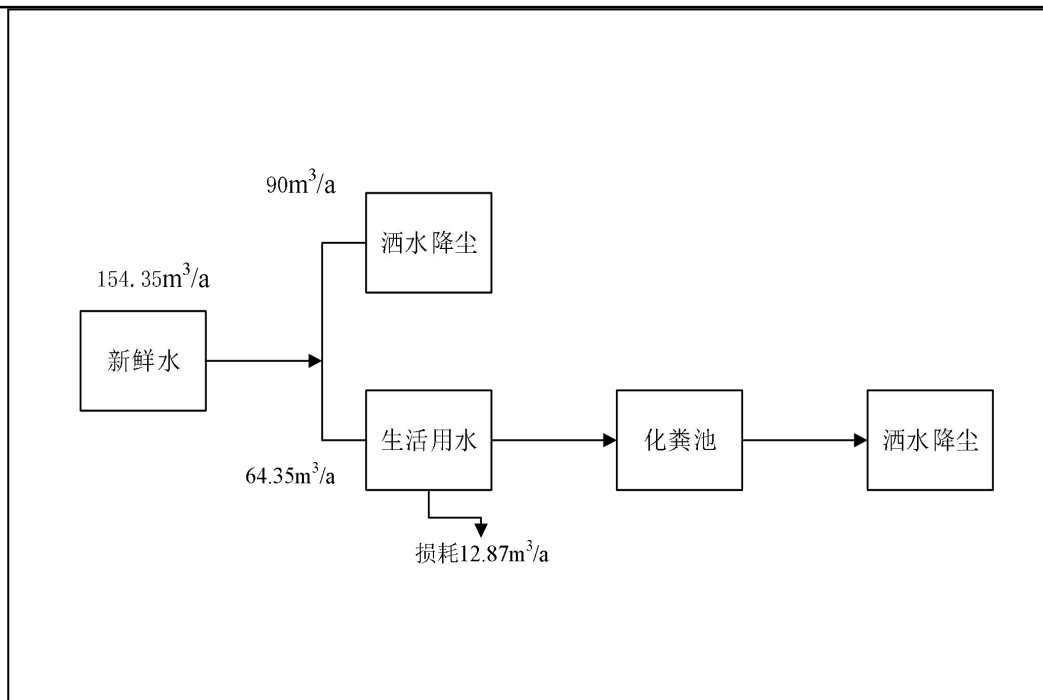 90m³/a
洒水降尘
154.35m³/a
新鲜水
生活用水
化粪池
洒水降尘
64.35m³/a
损耗12.87m³/a